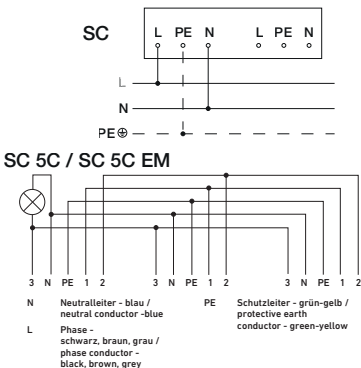 SC
L PE N L PE N
L
N
PE
SC 5C / SC 5C EM
3 N PE 1 2 3 N PE 1 2 3 N PE 1 2
N Neutralleiter - blau /
neutral conductor -blue
L Phase -
schwarz, braun, grau /
phase conductor -
black, brown, grey
PE Schutzleiter - grün-gelb /
protective earth
conductor - green-yellow